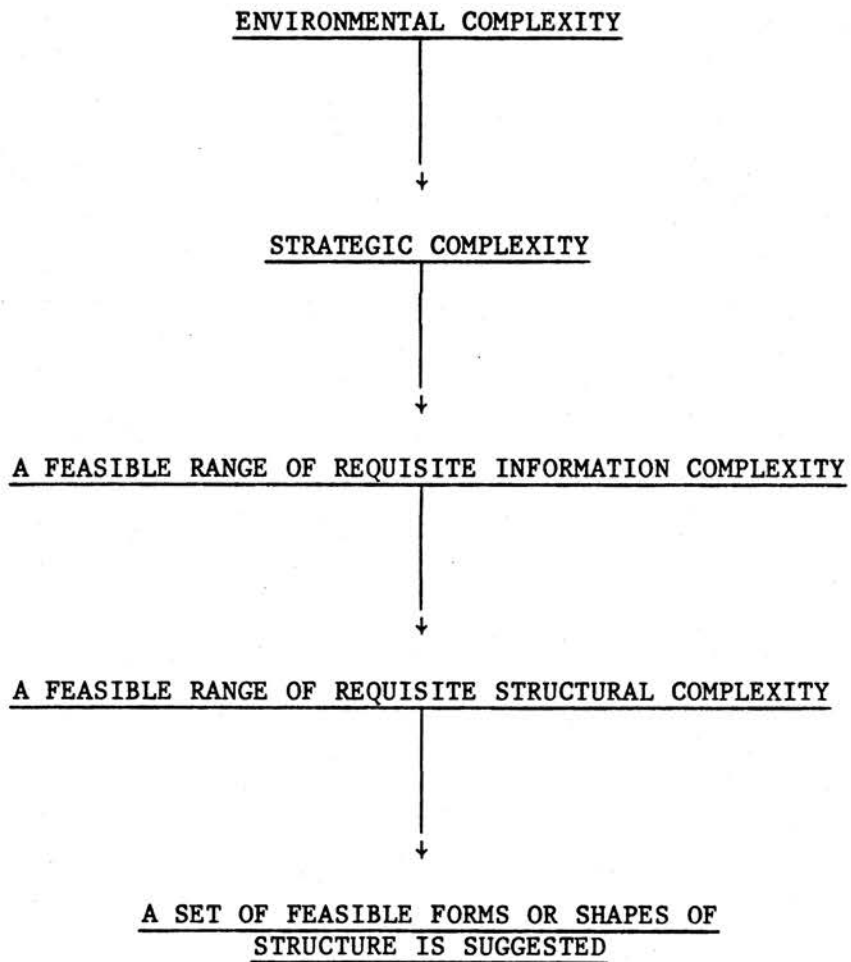 ENVIRONMENTAL COMPLEXITY
STRATEGIC COMPLEXITY
A FEASIBLE RANGE OF REQUISITE INFORMATION COMPLEXITY
A FEASIBLE RANGE OF REQUISITE STRUCTURAL COMPLEXITY
A SET OF FEASIBLE FORMS OR SHAPES OF
STRUCTURE IS SUGGESTED